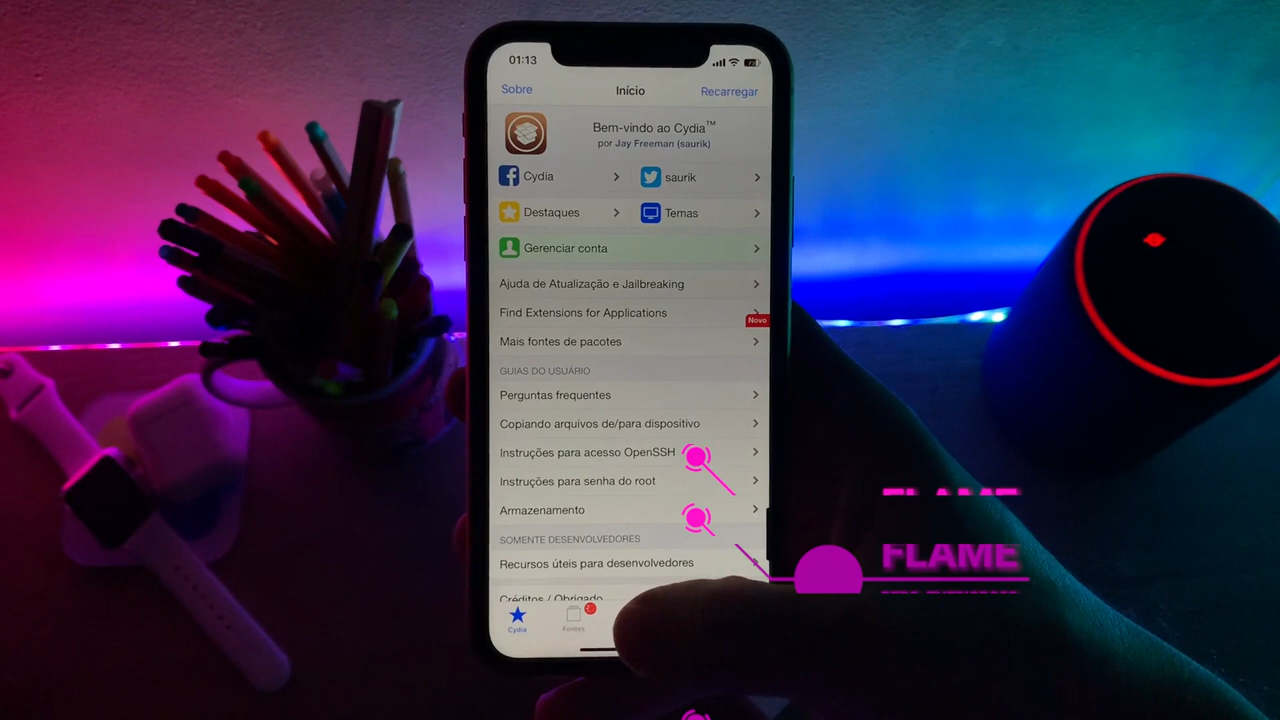 01:13
Sobre
Início
Recarregar
Bem-vindo ao Cydia™
por Jay Freeman (saurik)
Cydia
saurik
Destaques
Temas
Gerenciar conta
Ajuda de Atualização e Jailbreaking
Find Extensions for Applications
Novo
Mais fontes de pacotes
GUIAS DO USUÁRIO
Perguntas frequentes
Copiando arquivos de/para dispositivo
Instruções para acesso OpenSSH
Instruções para senha do root
Armazenamento
SOMENTE DESENVOLVEDORES
Recursos úteis para desenvolvedores
Créditos / Obrigado
Cydia
Fontes
FLAME
FLAME